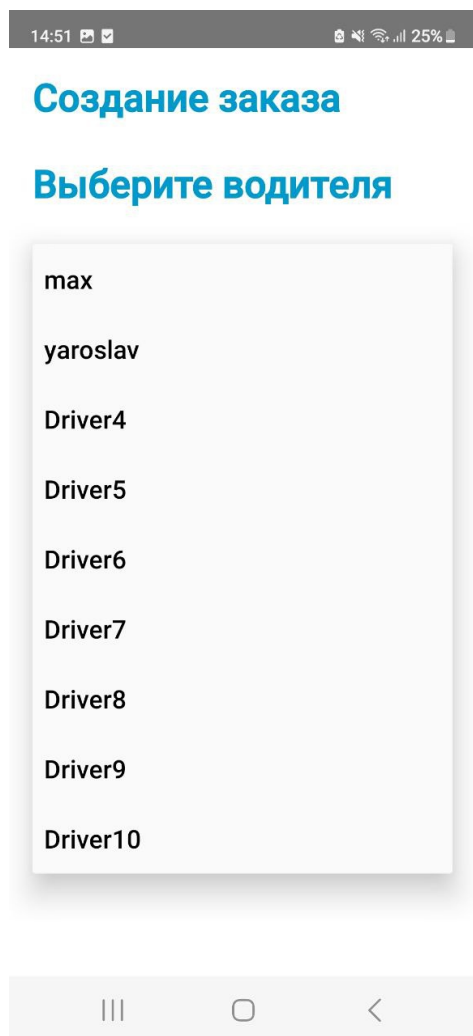 14:51 25%
Создание заказа
Выберите водителя
max
yaroslav
Driver4
Driver5
Driver6
Driver7
Driver8
Driver9
Driver10